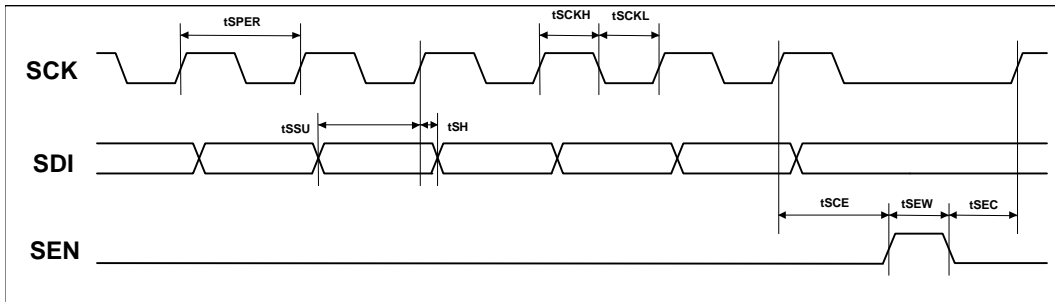 tSPER
tSCKH
tSCKL
SCK
tSSU
tSH
SDI
tSCE
tSEW
tSEC
SEN